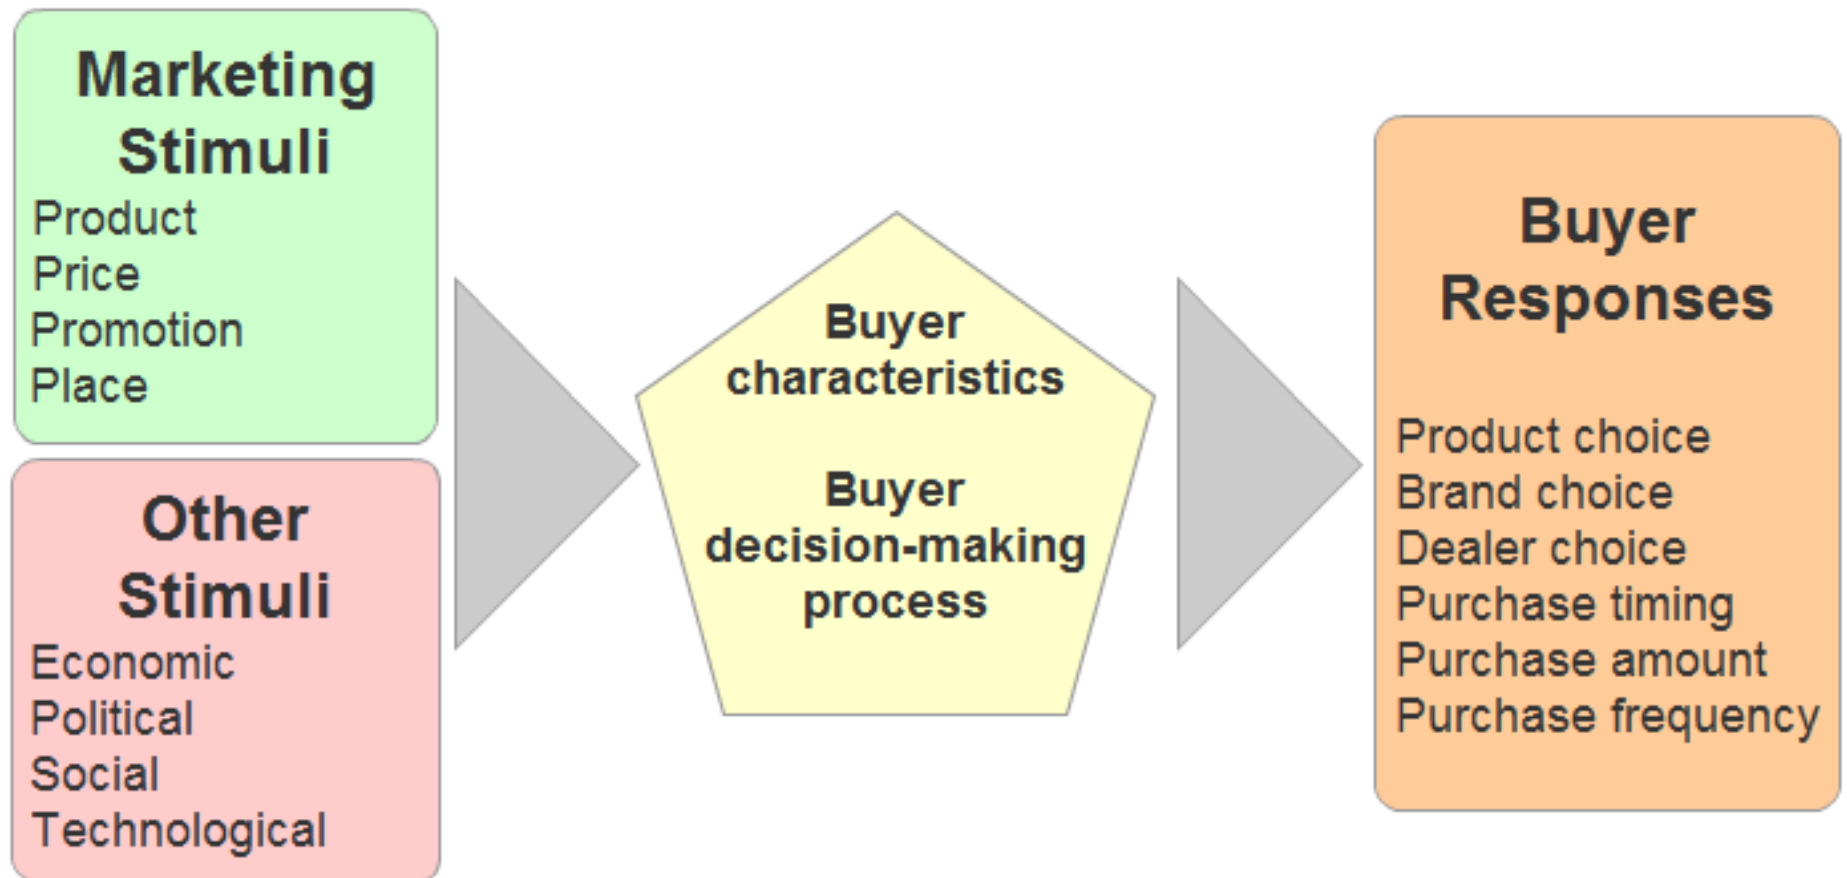 Marketing
Stimuli
Product
Price
Promotion
Place
Other
Stimuli
Economic
Political
Social
Technological
Buyer
characteristics
Buyer
decision-making
process
Buyer
Responses
Product choice
Brand choice
Dealer choice
Purchase timing
Purchase amount
Purchase frequency